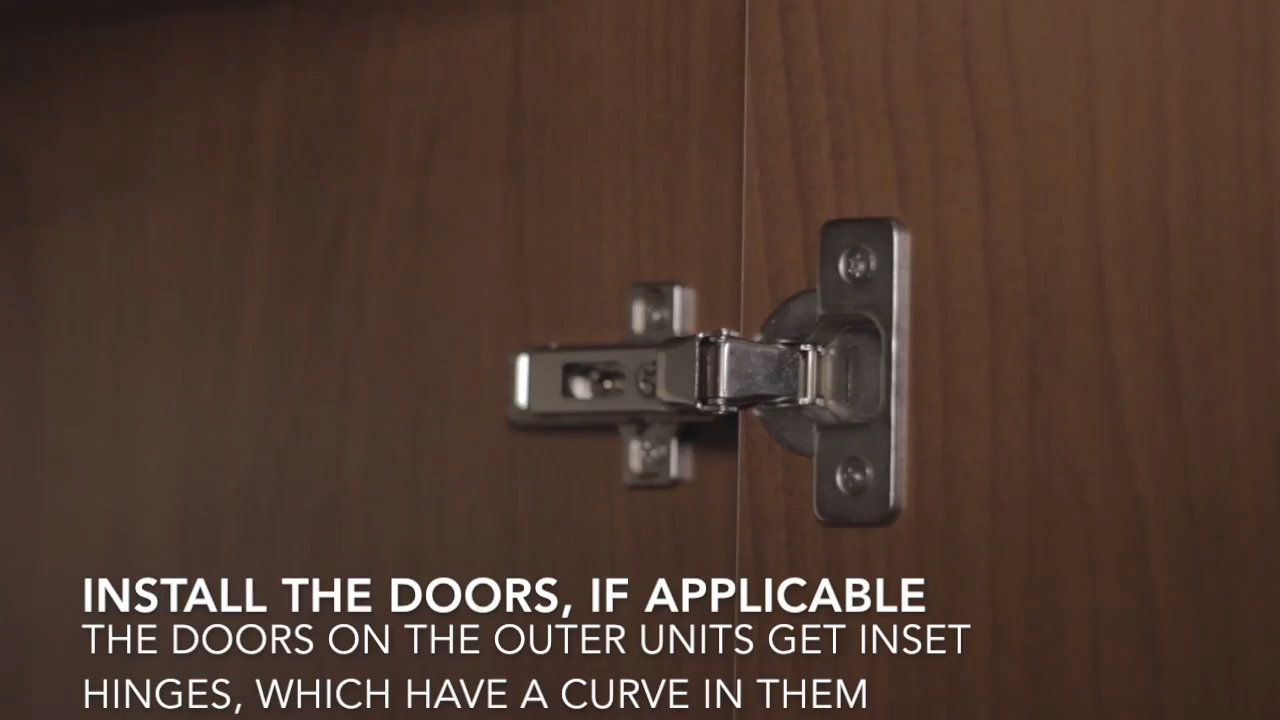 INSTALL THE DOORS, IF APPLICABLE
THE DOORS ON THE OUTER UNITS GET INSET
HINGES, WHICH HAVE A CURVE IN THEM